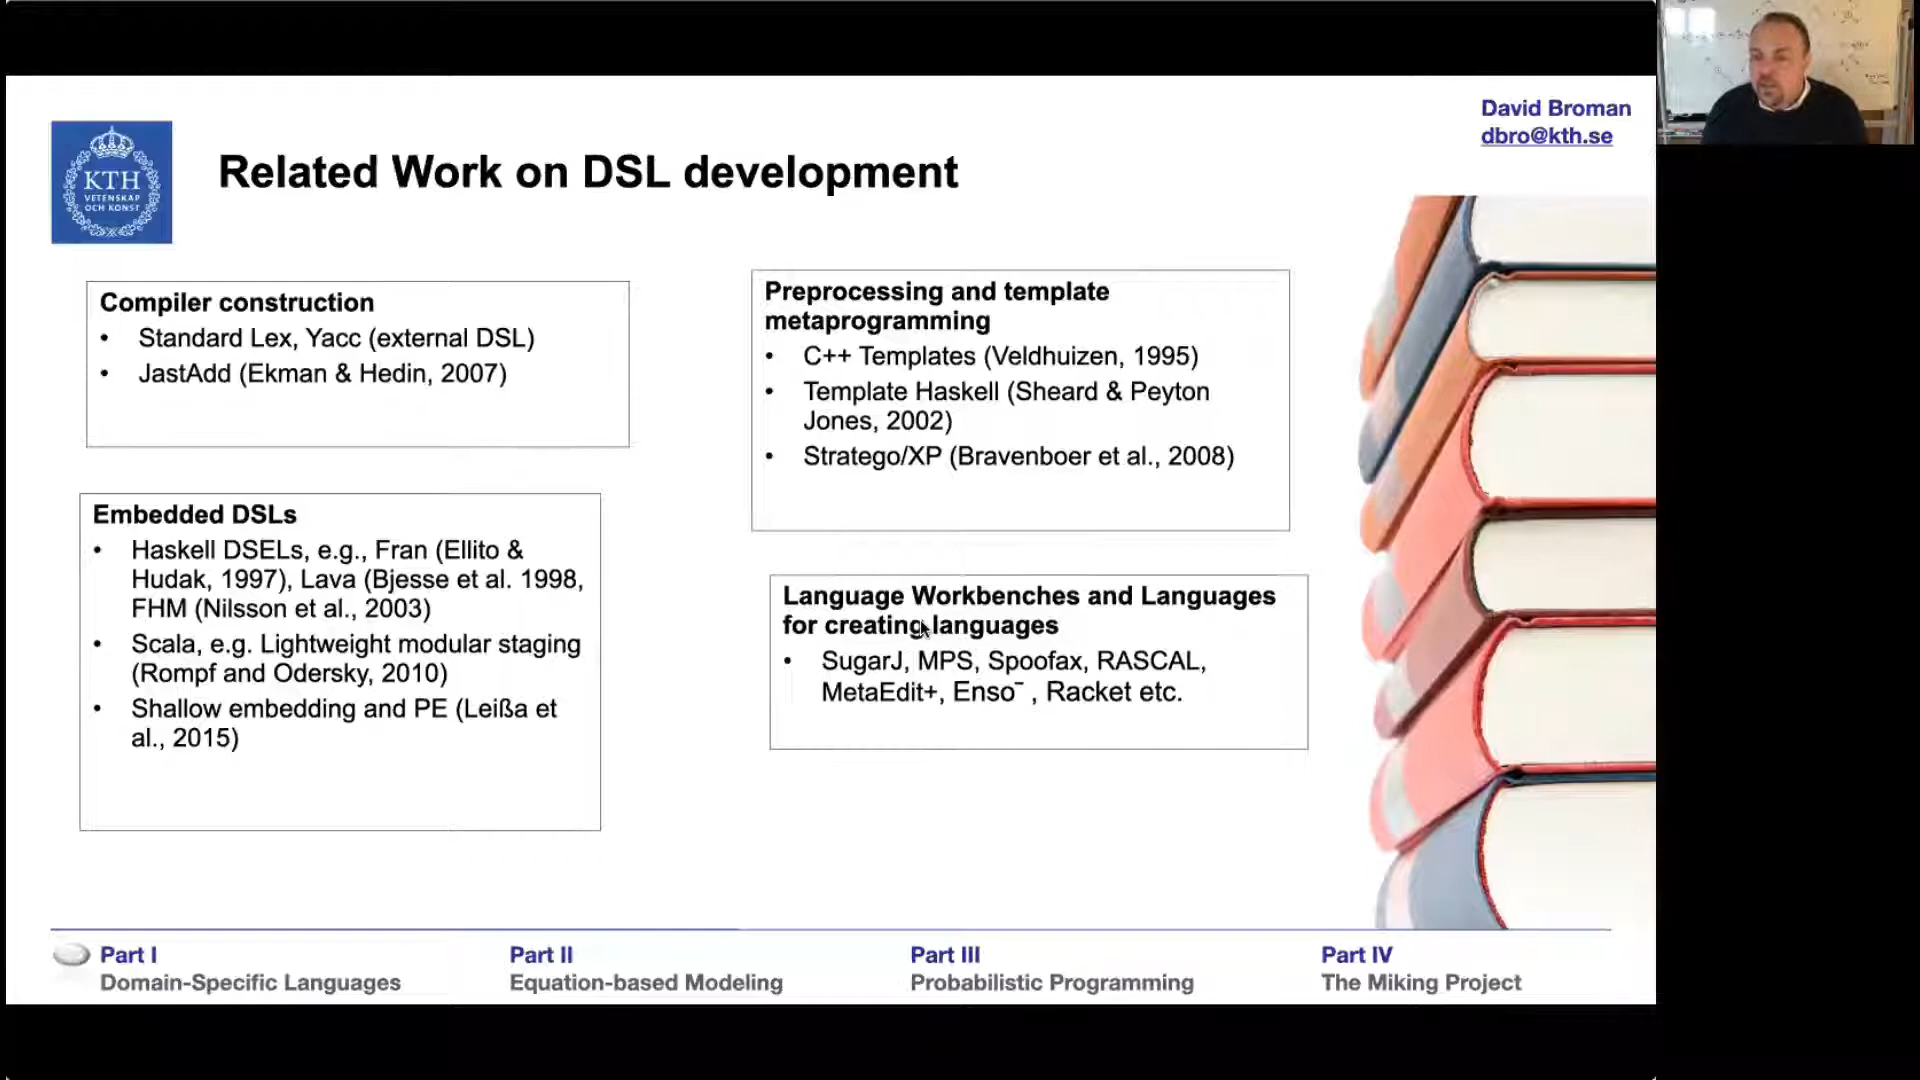 David Broman
dbro@kth.se
KTH
VETENSKAP
OCH KONST
Related Work on DSL development
Compiler construction
• Standard Lex, Yacc (external DSL)
• JastAdd (Ekman & Hedin, 2007)
Embedded DSLs
• Haskell DSELs, e.g., Fran (Ellito &
Hudak, 1997), Lava (Bjesse et al. 1998,
FHM (Nilsson et al., 2003)
• Scala, e.g. Lightweight modular staging
(Rompf and Odersky, 2010)
• Shallow embedding and PE (Leißa et
al., 2015)
Preprocessing and template
metaprogramming
• C++ Templates (Veldhuizen, 1995)
• Template Haskell (Sheard & Peyton
Jones, 2002)
• Stratego/XP (Bravenboer et al., 2008)
Language Workbenches and Languages
for creating languages
• SugarJ, MPS, Spoofax, RASCAL,
MetaEdit+, Enso¯ , Racket etc.
Part I
Domain-Specific Languages
Part II
Equation-based Modeling
Part III
Probabilistic Programming
Part IV
The Miking Project